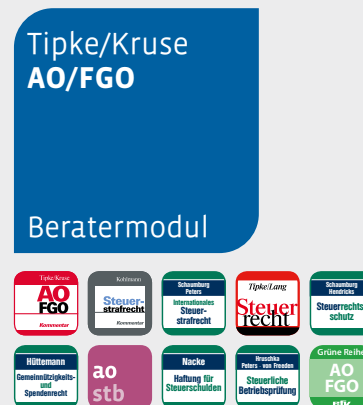 Tipke/Kruse
AO/FGO
Beratermodul
Tipke/Kruse
AO
FGO
Kommentar
Kohlmann
Steuer-
strafrecht
Kommentar
Schaumburg
Peters
Internationales
Steuer-
strafrecht
Tipke/Lang
Steuer
recht
Schaumburg
Hendricks
Steuerrechts
schutz
Hüttemann
Gemeinnützigkeits-
und
Spendenrecht
ao
stb
Nacke
Haftung für
Steuerschulden
Hruschka
Peters · von Freeden
Steuerliche
Betriebsprüfung
Grüne Reihe
AO
FGO